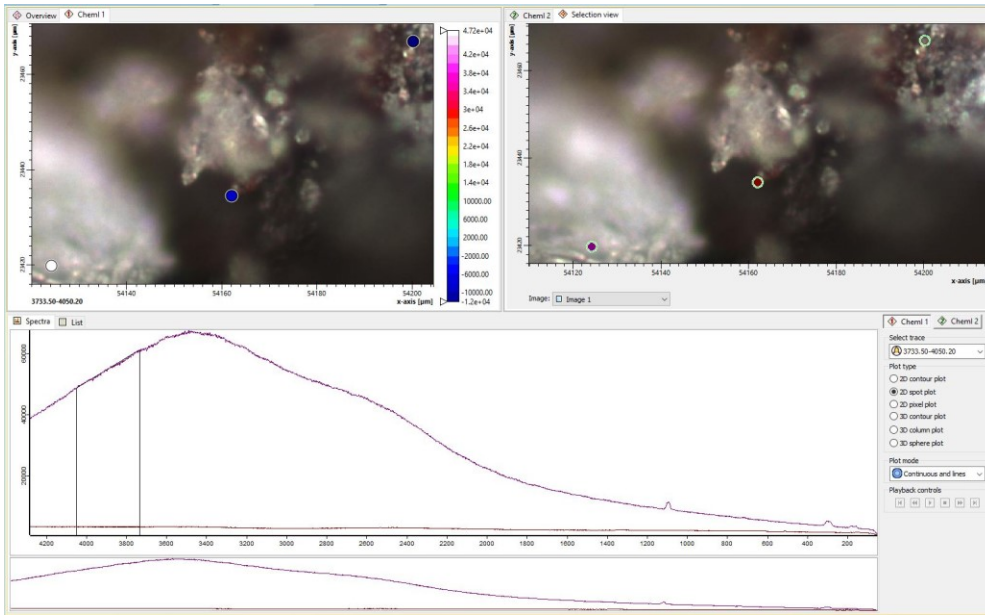 Overview ChemI 1
y-axis [µm]
23460
23440
23420
54140 54160 54180 54200
3733.50-4050.20 x-axis [µm]
4.72e+04
4.2e+04
3.8e+04
3.4e+04
3e+04
2.6e+04
2.2e+04
1.8e+04
1.4e+04
10000.00
6000.00
2000.00
-2000.00
-6000.00
-10000.00
-1.2e+04
ChemI 2 Selection view
y-axis [µm]
23460
23440
23420
54120 54140 54160 54180 54200
x-axis [µm]
Image: Image 1
Spectra List
60000
40000
20000
4200 4000 3800 3600 3400 3200 3000 2800 2600 2400 2200 2000 1800 1600 1400 1200 1000 800 600 400 200
ChemI 1 ChemI 2
Select trace
3733.50-4050.20
Plot type
2D contour plot
2D spot plot
2D pixel plot
3D contour plot
3D column plot
3D sphere plot
Plot mode
Continuous and lines
Playback controls